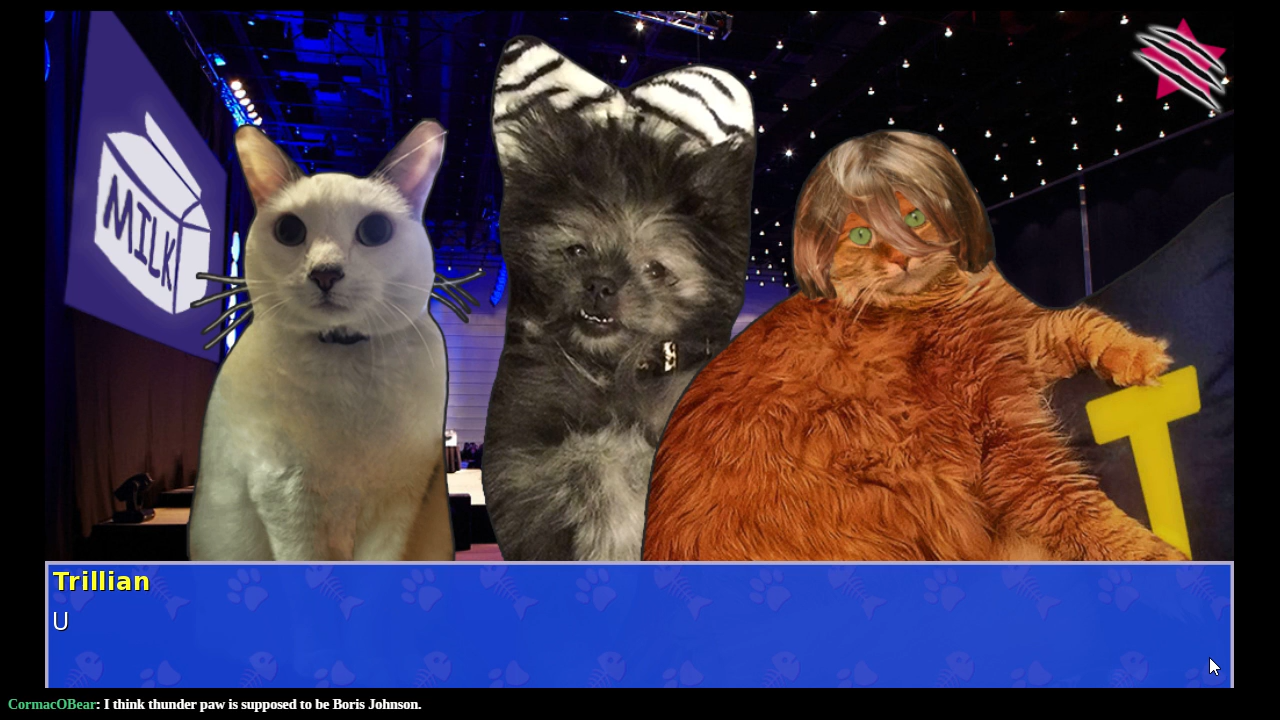 MILK
T
Trillian
U
CormacOBear: I think thunder paw is supposed to be Boris Johnson.